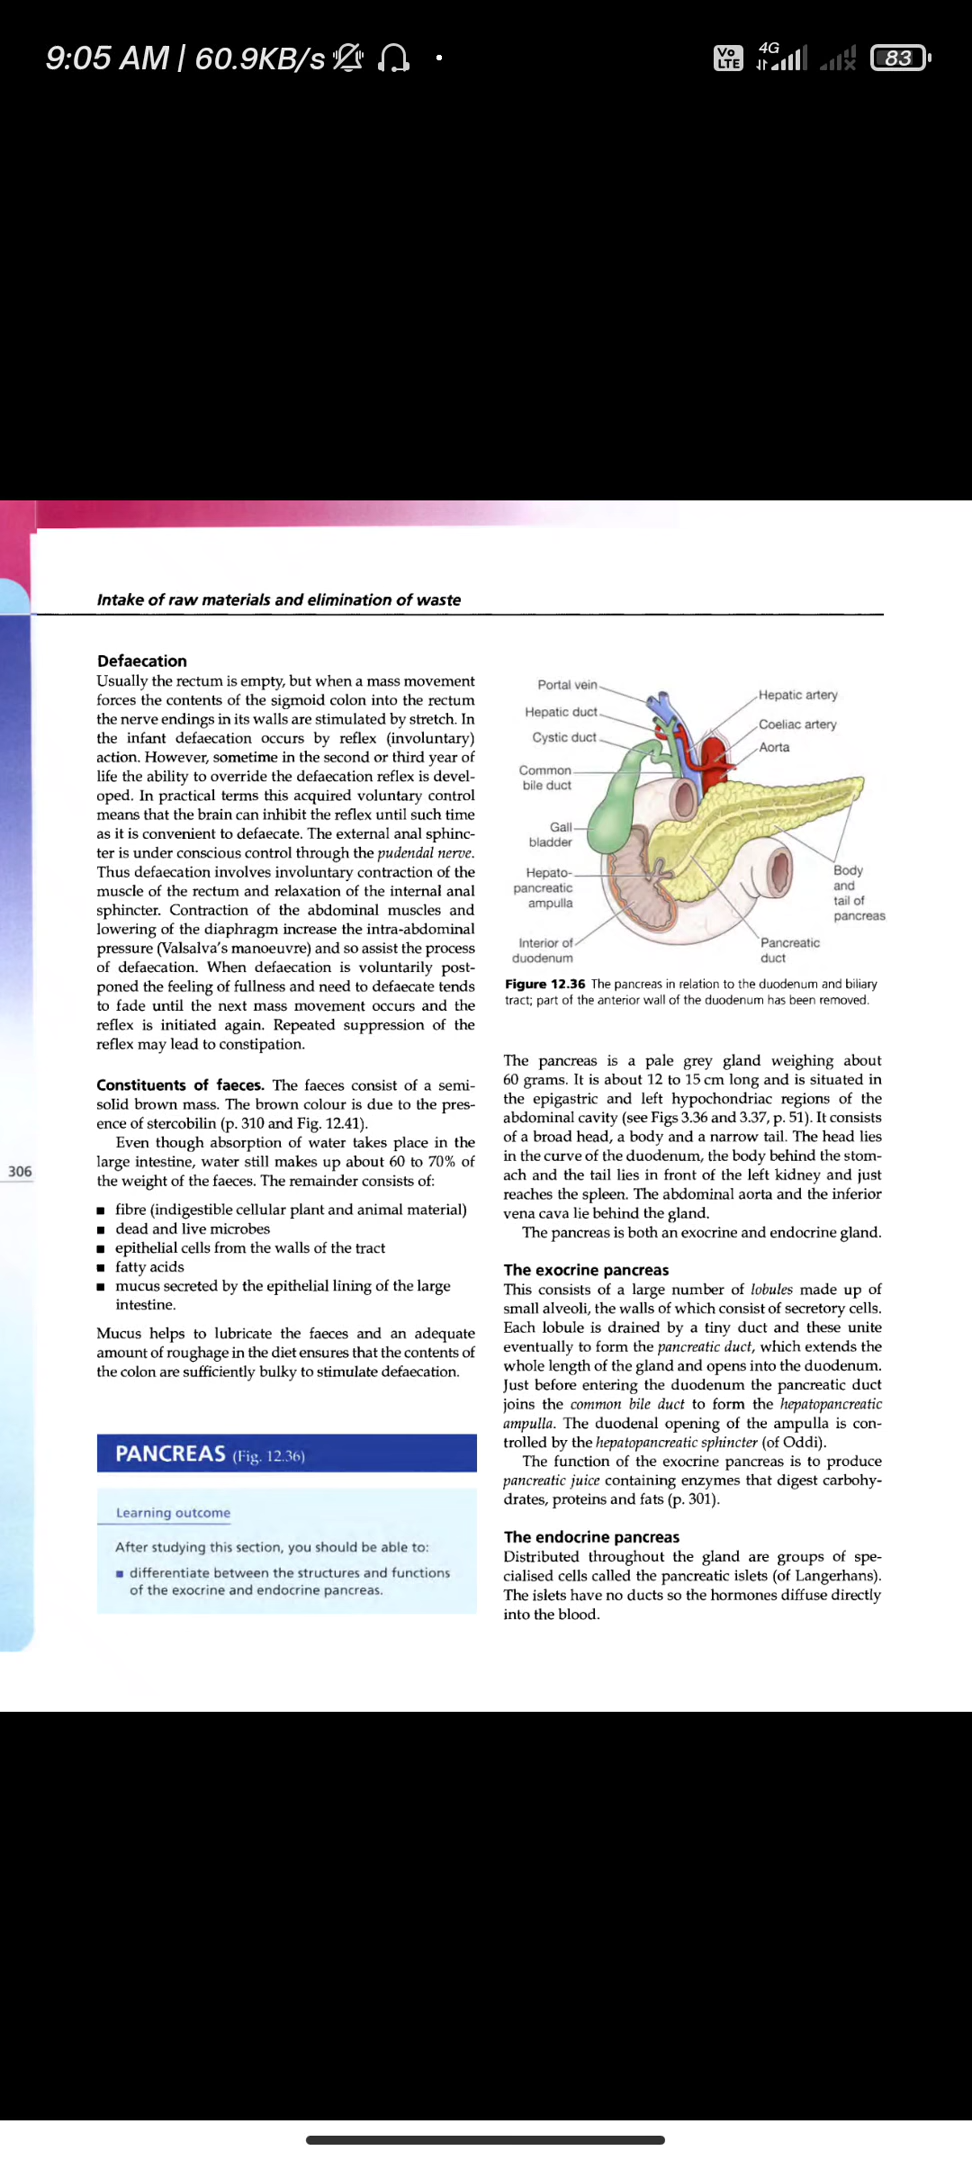 9:05 AM | 60.9KB/s
Vo
LTE
4G
83
Intake of raw materials and elimination of waste
Defaecation
Usually the rectum is empty, but when a mass movement
forces the contents of the sigmoid colon into the rectum
the nerve endings in its walls are stimulated by stretch. In
the infant defaecation occurs by reflex (involuntary)
action. However, sometime in the second or third year of
life the ability to override the defaecation reflex is devel-
oped. In practical terms this acquired voluntary control
means that the brain can inhibit the reflex until such time
as it is convenient to defaecate. The external anal sphinc-
ter is under conscious control through the pudendal nerve.
Thus defaecation involves involuntary contraction of the
muscle of the rectum and relaxation of the internal anal
sphincter. Contraction of the abdominal muscles and
lowering of the diaphragm increase the intra-abdominal
pressure (Valsalva's manoeuvre) and so assist the process
of defaecation. When defaecation is voluntarily post-
poned the feeling of fullness and need to defaecate tends
to fade until the next mass movement occurs and the
reflex is initiated again. Repeated suppression of the
reflex may lead to constipation.
Constituents of faeces. The faeces consist of a semi-
solid brown mass. The brown colour is due to the pres-
ence of stercobilin (p. 310 and Fig. 12.41).
Even though absorption of water takes place in the
large intestine, water still makes up about 60 to 70% of
the weight of the faeces. The remainder consists of:
■ fibre (indigestible cellular plant and animal material)
■ dead and live microbes
■ epithelial cells from the walls of the tract
■ fatty acids
■ mucus secreted by the epithelial lining of the large
intestine.
Mucus helps to lubricate the faeces and an adequate
amount of roughage in the diet ensures that the contents of
the colon are sufficiently bulky to stimulate defaecation.
306
PANCREAS (Fig. 12.36)
Learning outcome
After studying this section, you should be able to:
■ differentiate between the structures and functions
of the exocrine and endocrine pancreas.
Portal vein
Hepatic duct
Cystic duct
Common
bile duct
Gall
bladder
Hepato-
pancreatic
ampulla
Interior of
duodenum
Hepatic artery
Coeliac artery
Aorta
Body
and
tail of
pancreas
Pancreatic
duct
Figure 12.36 The pancreas in relation to the duodenum and biliary
tract; part of the anterior wall of the duodenum has been removed.
The pancreas is a pale grey gland weighing about
60 grams. It is about 12 to 15 cm long and is situated in
the epigastric and left hypochondriac regions of the
abdominal cavity (see Figs 3.36 and 3.37, p. 51). It consists
of a broad head, a body and a narrow tail. The head lies
in the curve of the duodenum, the body behind the stom-
ach and the tail lies in front of the left kidney and just
reaches the spleen. The abdominal aorta and the inferior
vena cava lie behind the gland.
The pancreas is both an exocrine and endocrine gland.
The exocrine pancreas
This consists of a large number of lobules made up of
small alveoli, the walls of which consist of secretory cells.
Each lobule is drained by a tiny duct and these unite
eventually to form the pancreatic duct, which extends the
whole length of the gland and opens into the duodenum.
Just before entering the duodenum the pancreatic duct
joins the common bile duct to form the hepatopancreatic
ampulla. The duodenal opening of the ampulla is con-
trolled by the hepatopancreatic sphincter (of Oddi).
The function of the exocrine pancreas is to produce
pancreatic juice containing enzymes that digest carbohy-
drates, proteins and fats (p. 301).
The endocrine pancreas
Distributed throughout the gland are groups of spe-
cialised cells called the pancreatic islets (of Langerhans).
The islets have no ducts so the hormones diffuse directly
into the blood.